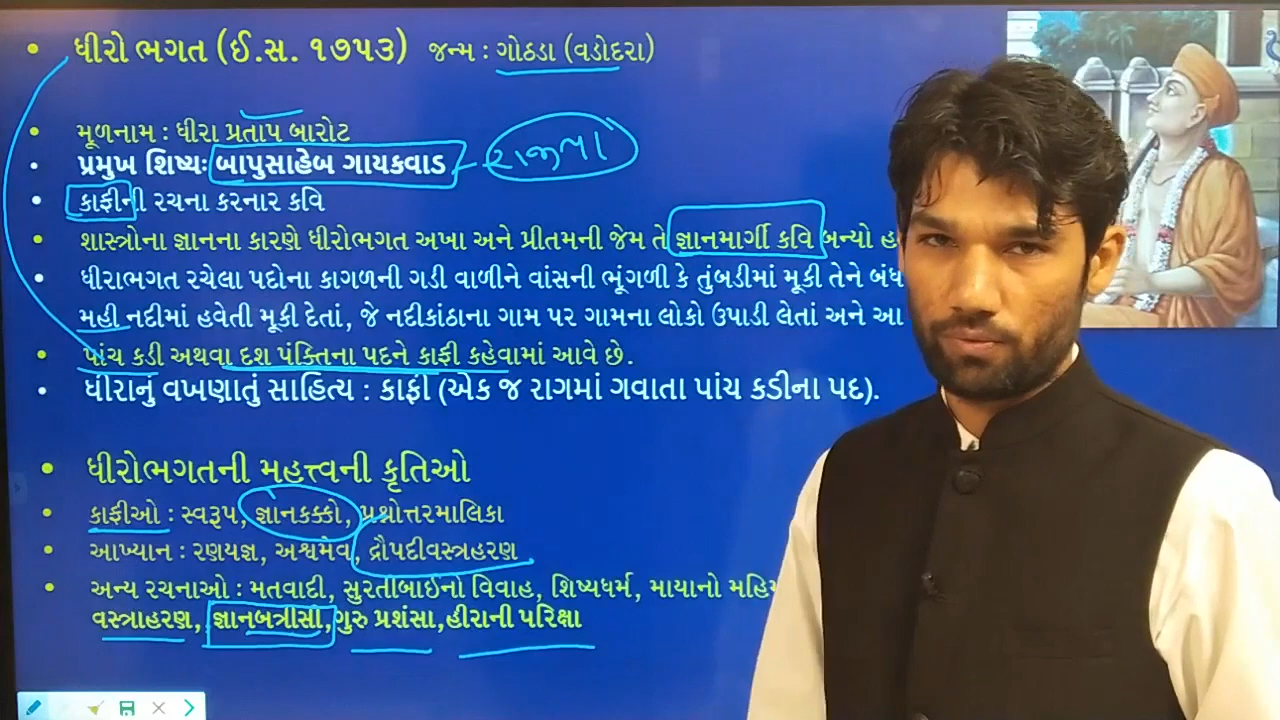 ધીરો ભગત (ઈ.સ. ૧૭૫૩) જન્મ : ગોઠડા (વડોદરા)
મૂળનામ : ધીરા પ્રતાપ બારોટ
પ્રમુખ શિષ્યઃ બાપુસાહેબ ગાયકવાડ
કાફીની રચના કરનાર કવિ
શાસ્ત્રોના જ્ઞાનના કારણે ધીરોભગત અખા અને પ્રીતમની જેમ તે જ્ઞાનમાર્ગી કવિ બન્યો
ધીરાભગત રચેલા પદોના કાગળની ગડી વાળીને વાંસની ભૂંગળી કે તુંબડીમાં મૂકી તેને
મહી નદીમાં હવેતી મૂકી દેતાં, જે નદીકાંઠાના ગામ પર ગામના લોકો ઉપાડી લેતાં અને આ
પાંચ કડી અથવા દશ પંક્તિના પદને કાફી કહેવામાં આવે છે.
ધીરાનું વખણાતું સાહિત્ય : કાફી (એક જ રાગમાં ગવાતા પાંચ કડીના પદ).
ધીરોભગતની મહત્ત્વની કૃતિઓ
કાફીઓ : સ્વરૂપ, જ્ઞાનકક્કો, પ્રશ્નોત્તરમાલિકા
આખ્યાન : રણયજ્ઞ, અશ્વમેવ, દ્રૌપદીવસ્ત્રહરણ
અન્ય રચનાઓ : મતવાદી, સુરતીબાઈનો વિવાહ, શિષ્યધર્મ, માયાનો
વસ્ત્રાહરણ, જ્ઞાનબત્રીસી, ગુરુ પ્રશંસા, હીરાની પરિક્ષા